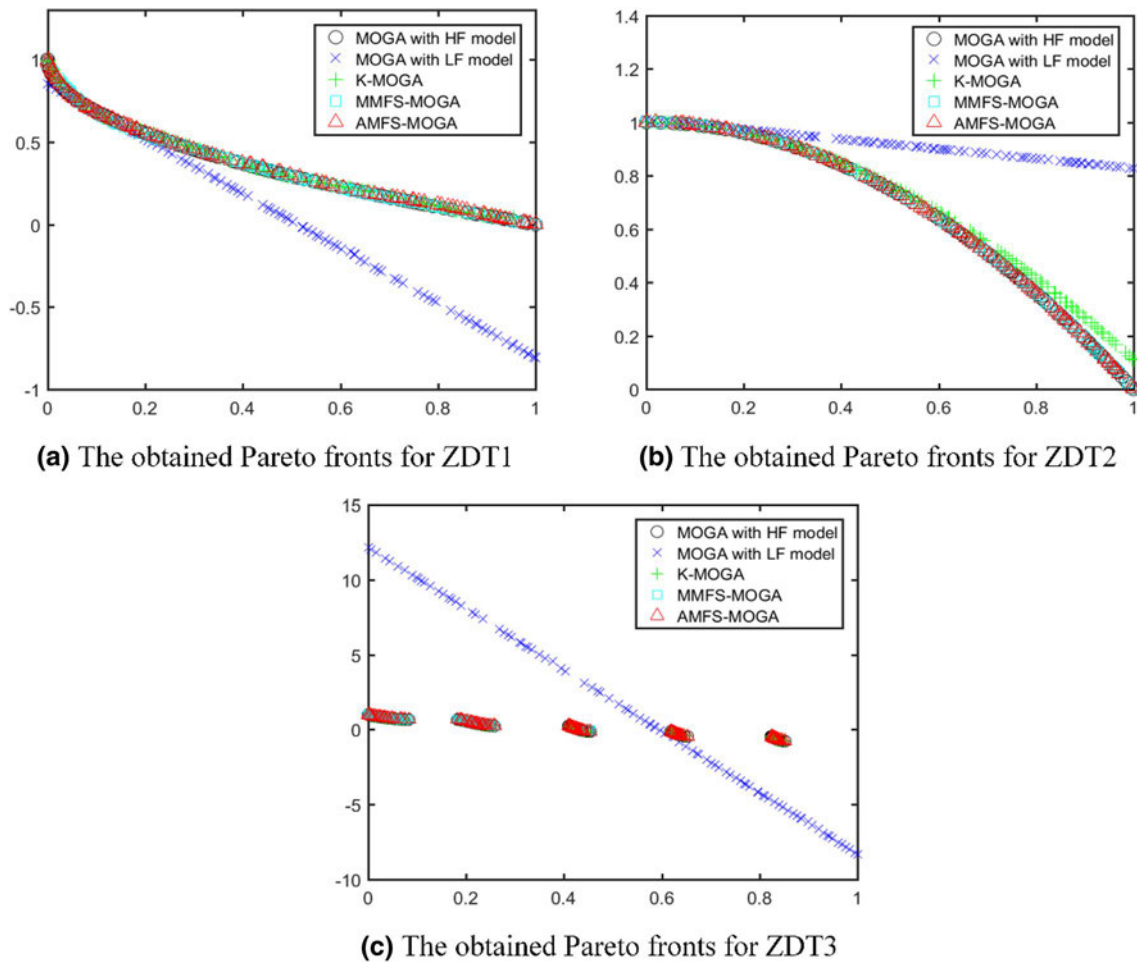 1
0.5
0
-0.5
-1
0
0.2
0.4
0.6
0.8
1
MOGA with HF model
MOGA with LF model
K-MOGA
MMFS-MOGA
AMFS-MOGA
(a) The obtained Pareto fronts for ZDT1
1.4
1.2
1
0.8
0.6
0.4
0.2
0
0
0.2
0.4
0.6
0.8
1
MOGA with HF model
MOGA with LF model
K-MOGA
MMFS-MOGA
AMFS-MOGA
(b) The obtained Pareto fronts for ZDT2
15
10
5
0
-5
-10
0
0.2
0.4
0.6
0.8
1
MOGA with HF model
MOGA with LF model
K-MOGA
MMFS-MOGA
AMFS-MOGA
(c) The obtained Pareto fronts for ZDT3